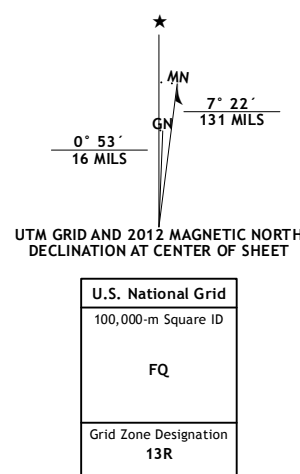 ★
MN
7° 22´
131 MILS
GN
0° 53´
16 MILS
UTM GRID AND 2012 MAGNETIC NORTH
DECLINATION AT CENTER OF SHEET
U.S. National Grid
100,000-m Square ID
FQ
Grid Zone Designation
13R